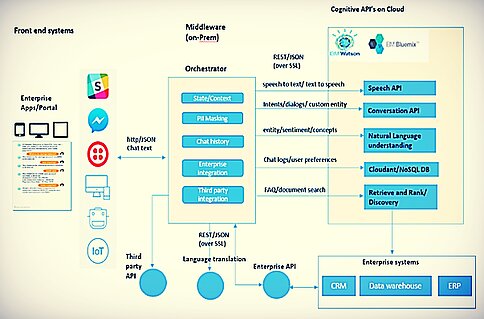 Cognitive API's on Cloud
Middleware
(on-Prem)
Front end systems
REST/JSON
(over SSL)
IBM Watson
IBM Bluemix
Orchestrator
Enterprise
Apps/Portal
State/Context
PII Masking
Chat history
Enterprise
integration
Third party
integration
http/JSON
Chat text
speech to text/ text to speech
Speech API
Intents/dialogs/ custom entity
Conversation API
entity/sentiment/concepts
Natural Language
understanding
Chat logs/user preferences
Cloudant/NoSQL DB
FAQ/document search
Retrieve and Rank/
Discovery
IoT
REST/JSON
(over SSL)
Third
party
API
Language translation
Enterprise API
Enterprise systems
CRM
Data warehouse
ERP